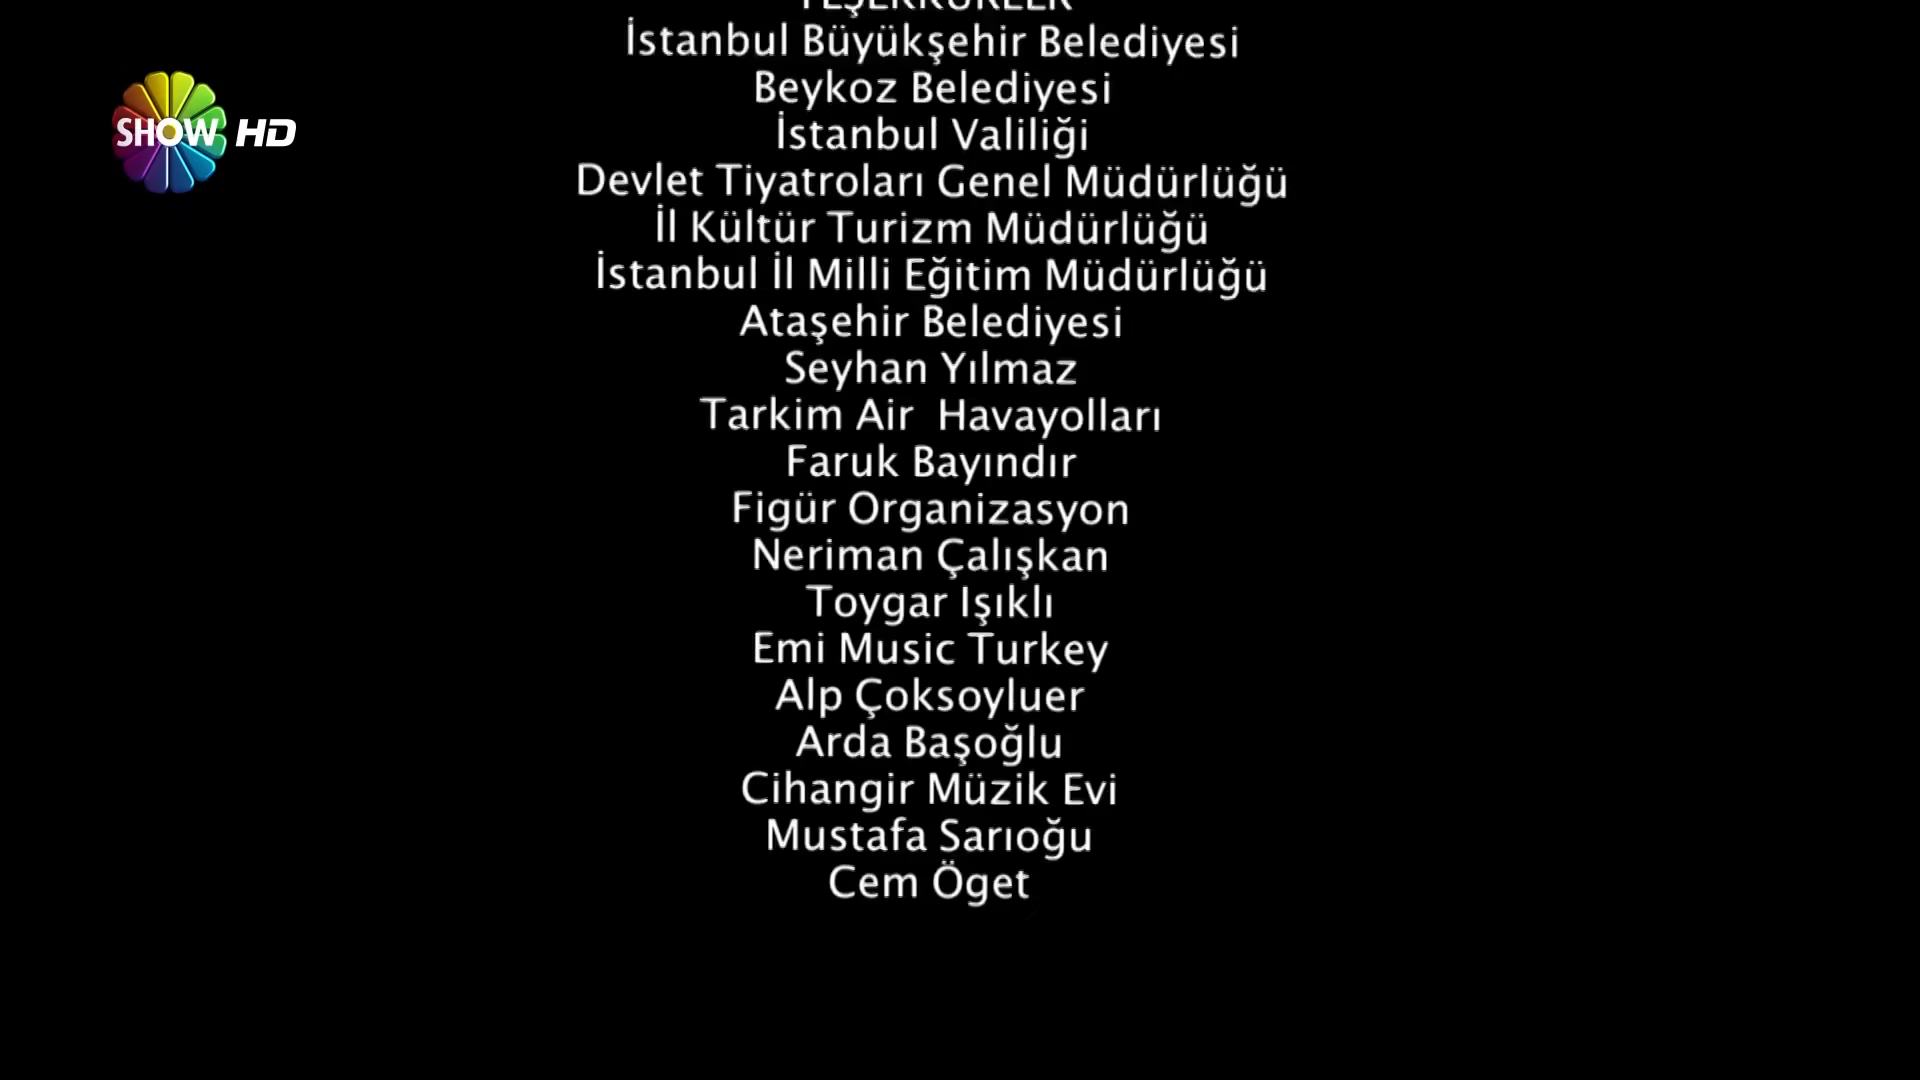 TEŞEKKÜRLER
İstanbul Büyükşehir Belediyesi
Beykoz Belediyesi
SHOW HD
İstanbul Valiliği
Devlet Tiyatroları Genel Müdürlüğü
İl Kültür Turizm Müdürlüğü
İstanbul İl Milli Eğitim Müdürlüğü
Ataşehir Belediyesi
Seyhan Yılmaz
Tarkim Air  Havayolları
Faruk Bayındır
Figür Organizasyon
Neriman Çalışkan
Toygar Işıklı
Emi Music Turkey
Alp Çoksoyluer
Arda Başoğlu
Cihangir Müzik Evi
Mustafa Sarıoğu
Cem Öget